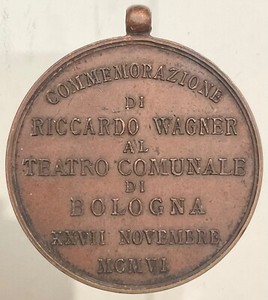 COMMEMORAZIONE
DI
RICCARDO WAGNER
AL
TEATRO COMUNALE
DI
BOLOGNA
XXVII NOVEMBRE
MCMVI